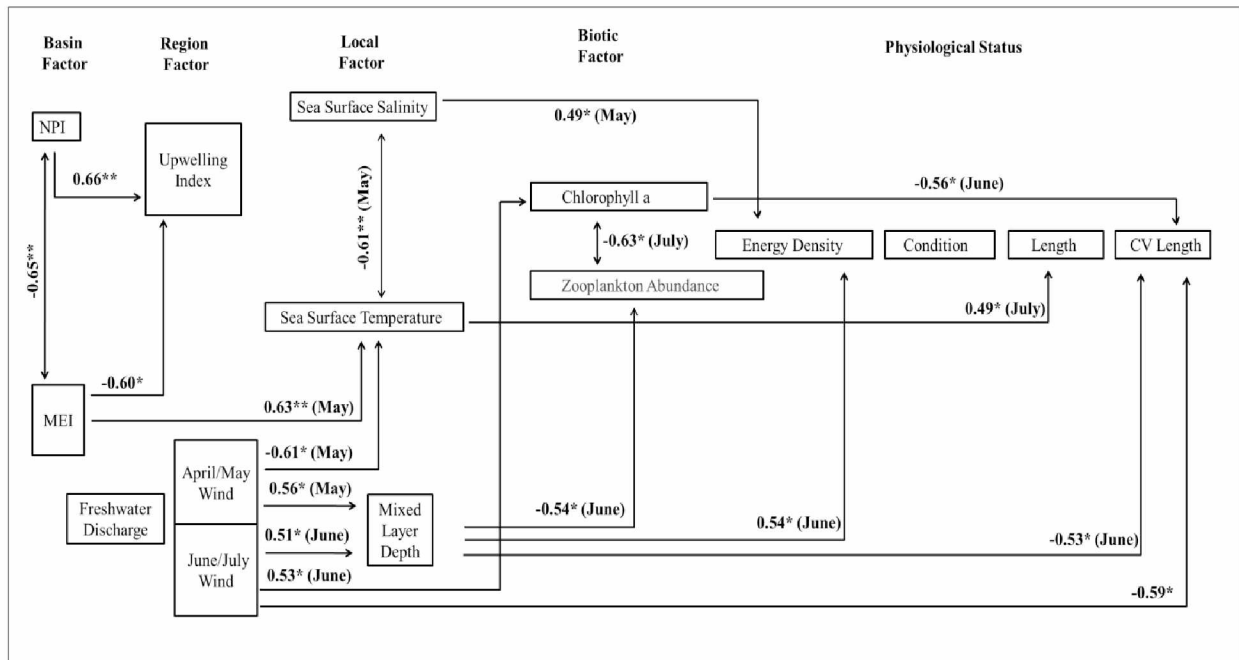 Basin
Factor
Region
Factor
Local
Factor
Biotic
Factor
Physiological Status
NPI
0.66**
Upwelling
Index
-0.65**
MEI
-0.60*
0.63** (May)
Sea Surface Salinity
0.49* (May)
-0.61** (May)
Sea Surface Temperature
0.49* (July)
Chlorophyll a
-0.56* (June)
-0.63* (July)
Zooplankton Abundance
Energy Density
Condition
Length
CV Length
Freshwater
Discharge
April/May
Wind
June/July
Wind
-0.61* (May)
0.56* (May)
0.51* (June)
0.53* (June)
Mixed
Layer
Depth
-0.54* (June)
0.54* (June)
-0.53* (June)
-0.59*